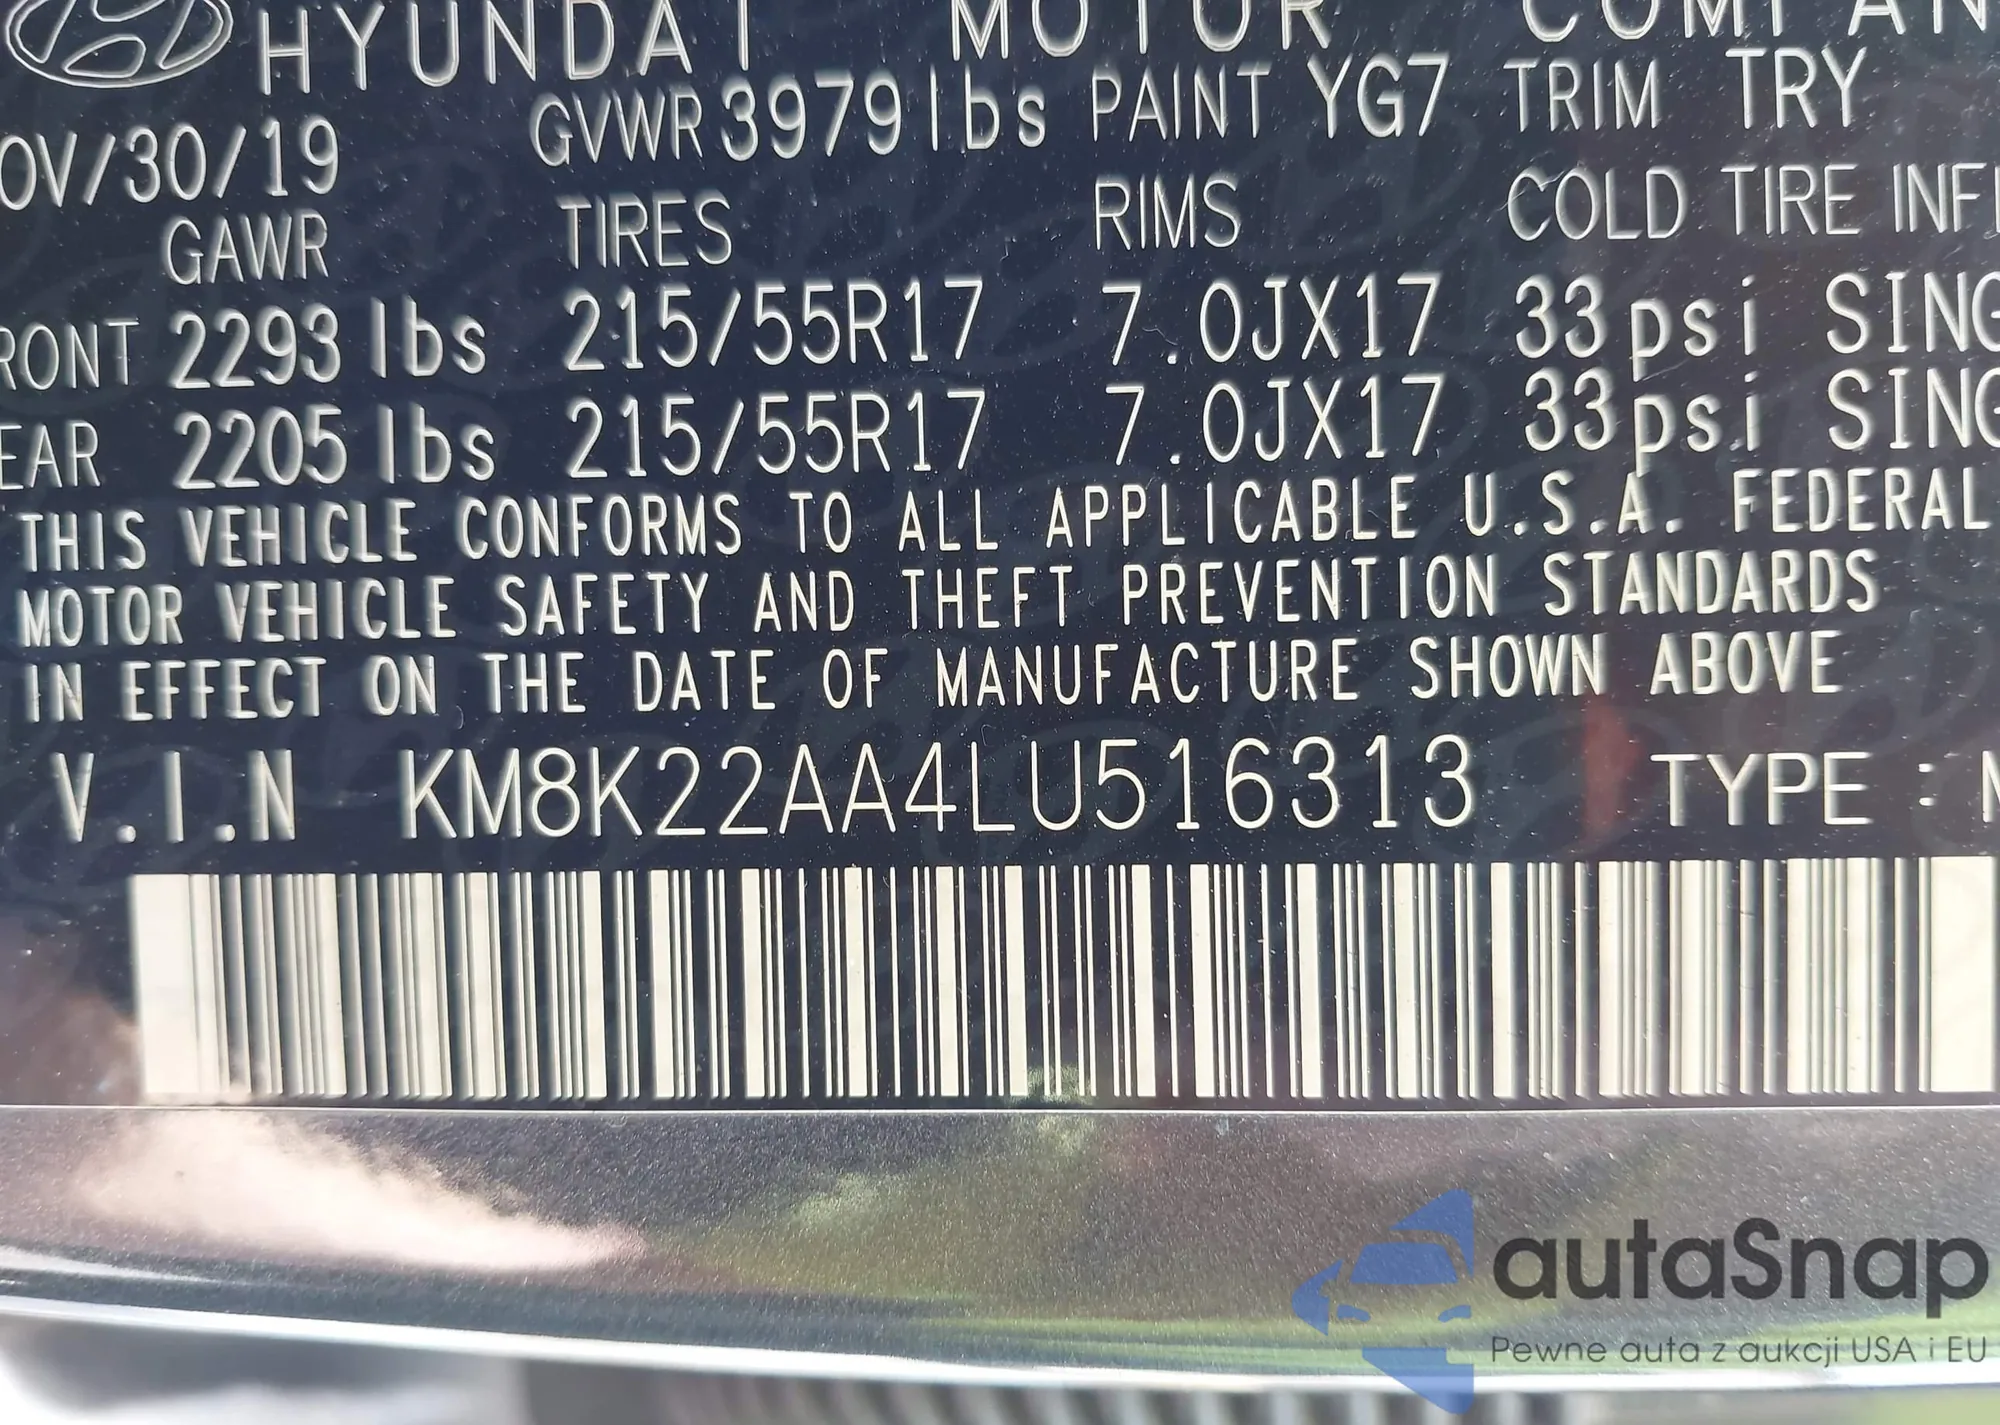 HYUNDAI MOTOR COMPAN
OV/30/19 GVWR 3979 lbs PAINT YG7 TRIM TRY
GAWR TIRES RIMS COLD TIRE INFL
RONT 2293 lbs 215/55R17 7.0JX17 33 psi SING
EAR 2205 lbs 215/55R17 7.0JX17 33 psi SING
THIS VEHICLE CONFORMS TO ALL APPLICABLE U.S.A. FEDERAL
MOTOR VEHICLE SAFETY AND THEFT PREVENTION STANDARDS
IN EFFECT ON THE DATE OF MANUFACTURE SHOWN ABOVE
V.I.N KM8K22AA4LU516313 TYPE : M
autaSnap
Pewne auta z aukcji USA i EU